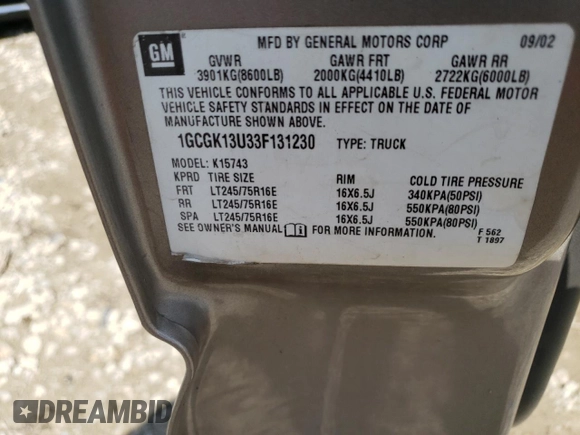 GM
MFD BY GENERAL MOTORS CORP 09/02
GVWR GAWR FRT GAWR RR
3901KG(8600LB) 2000KG(4410LB) 2722KG(6000LB)
THIS VEHICLE CONFORMS TO ALL APPLICABLE U.S. FEDERAL MOTOR
VEHICLE SAFETY STANDARDS IN EFFECT ON THE DATE OF
MANUFACTURE SHOWN ABOVE.
1GCGK13U33F131230 TYPE: TRUCK
MODEL: K15743
KPRD TIRE SIZE RIM COLD TIRE PRESSURE
FRT LT245/75R16E 16X6.5J 340KPA(50PSI)
RR LT245/75R16E 16X6.5J 550KPA(80PSI)
SPA LT245/75R16E 16X6.5J 550KPA(80PSI)
SEE OWNER'S MANUAL FOR MORE INFORMATION. F 562
T 1897
DREAMBID